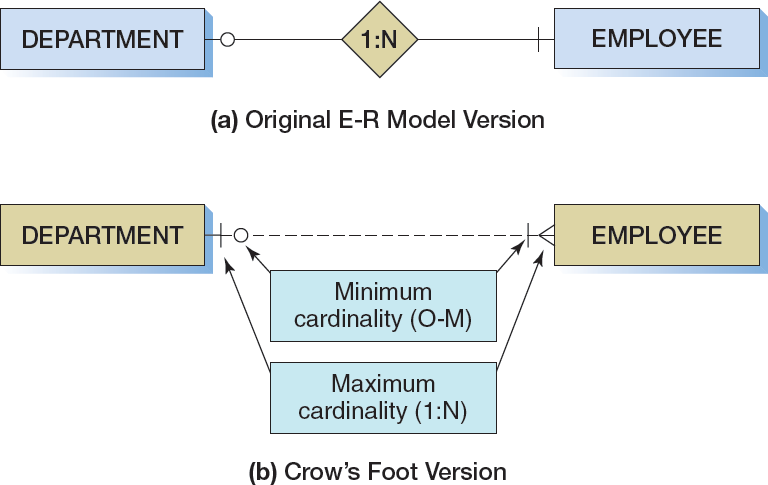 DEPARTMENT
1:N
EMPLOYEE
(a) Original E-R Model Version
DEPARTMENT
EMPLOYEE
Minimum
cardinality (O-M)
Maximum
cardinality (1:N)
(b) Crow’s Foot Version